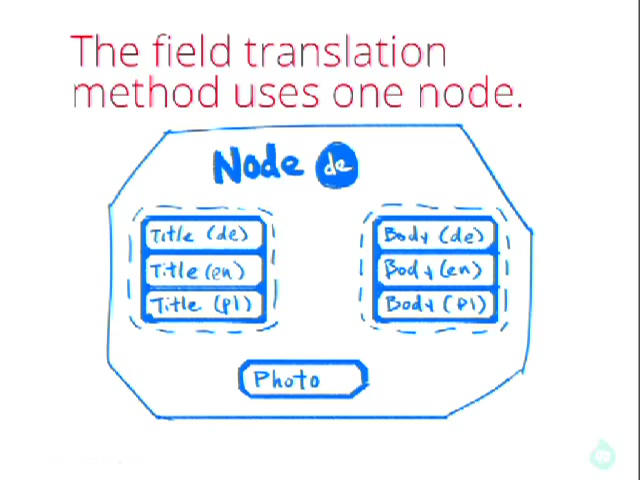 The field translation
method uses one node.
Node de
Title (de)
Title (en)
Title (pl)
Body (de)
Body (en)
Body (pl)
Photo